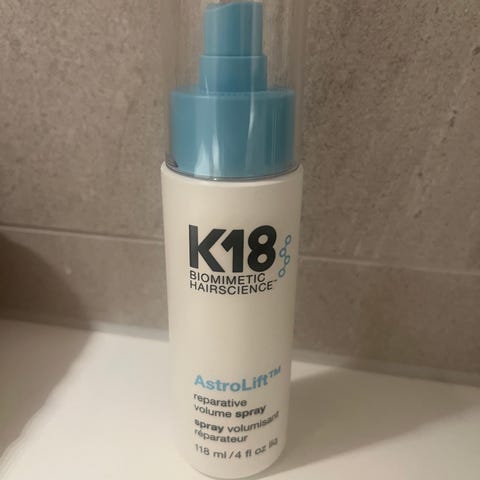 K18
BIOMIMETIC
HAIRSCIENCE™
AstroLift™
reparative
volume spray
spray volumisant
réparateur
118 ml/4 fl oz liq